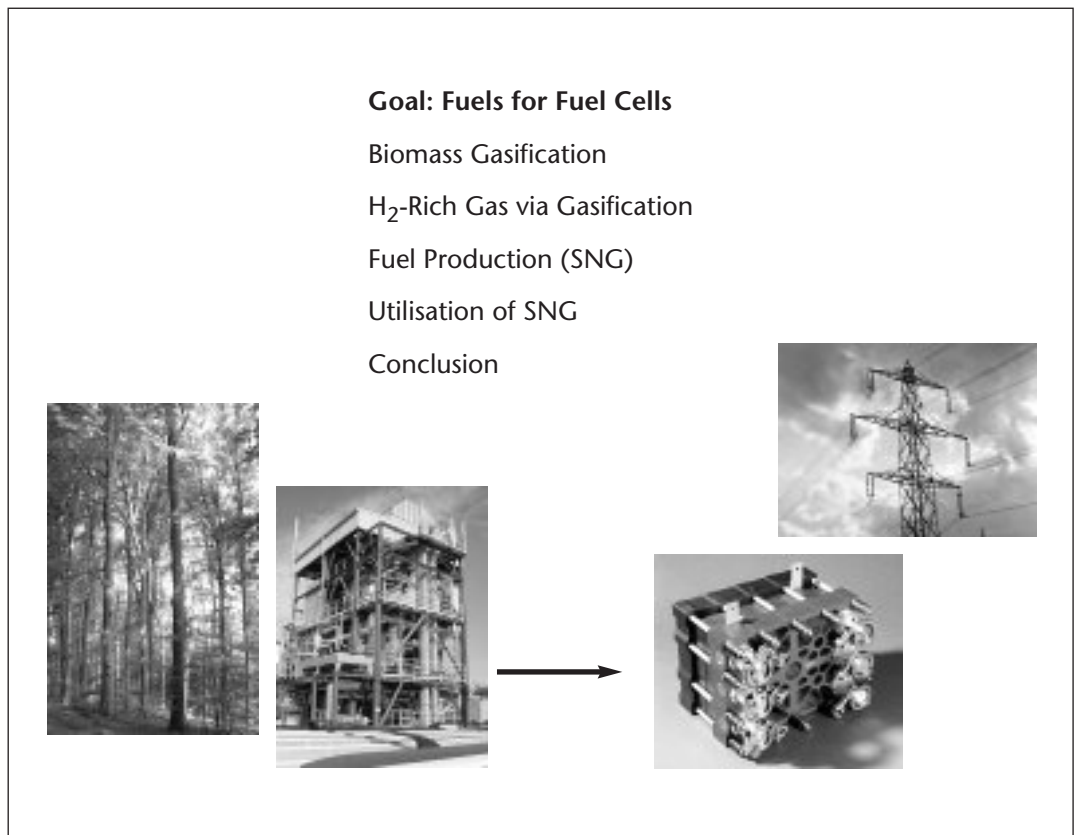 Goal: Fuels for Fuel Cells
Biomass Gasification
H₂-Rich Gas via Gasification
Fuel Production (SNG)
Utilisation of SNG
Conclusion